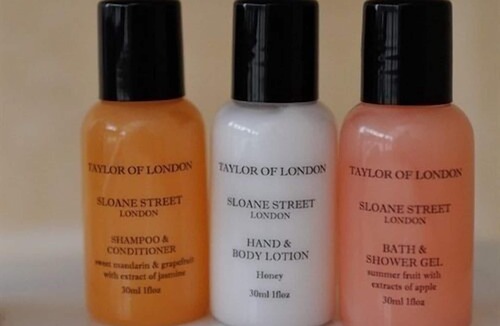 TAYLOR OF LONDON
SLOANE STREET
LONDON
SHAMPOO &
CONDITIONER
sweet mandarin & grapefruit
with extract of jasmine
30ml 1floz
TAYLOR OF LONDON
SLOANE STREET
LONDON
HAND &
BODY LOTION
Honey
30ml 1floz
TAYLOR OF LONDON
SLOANE STREET
LONDON
BATH &
SHOWER GEL
summer fruit with
extracts of apple
30ml 1floz